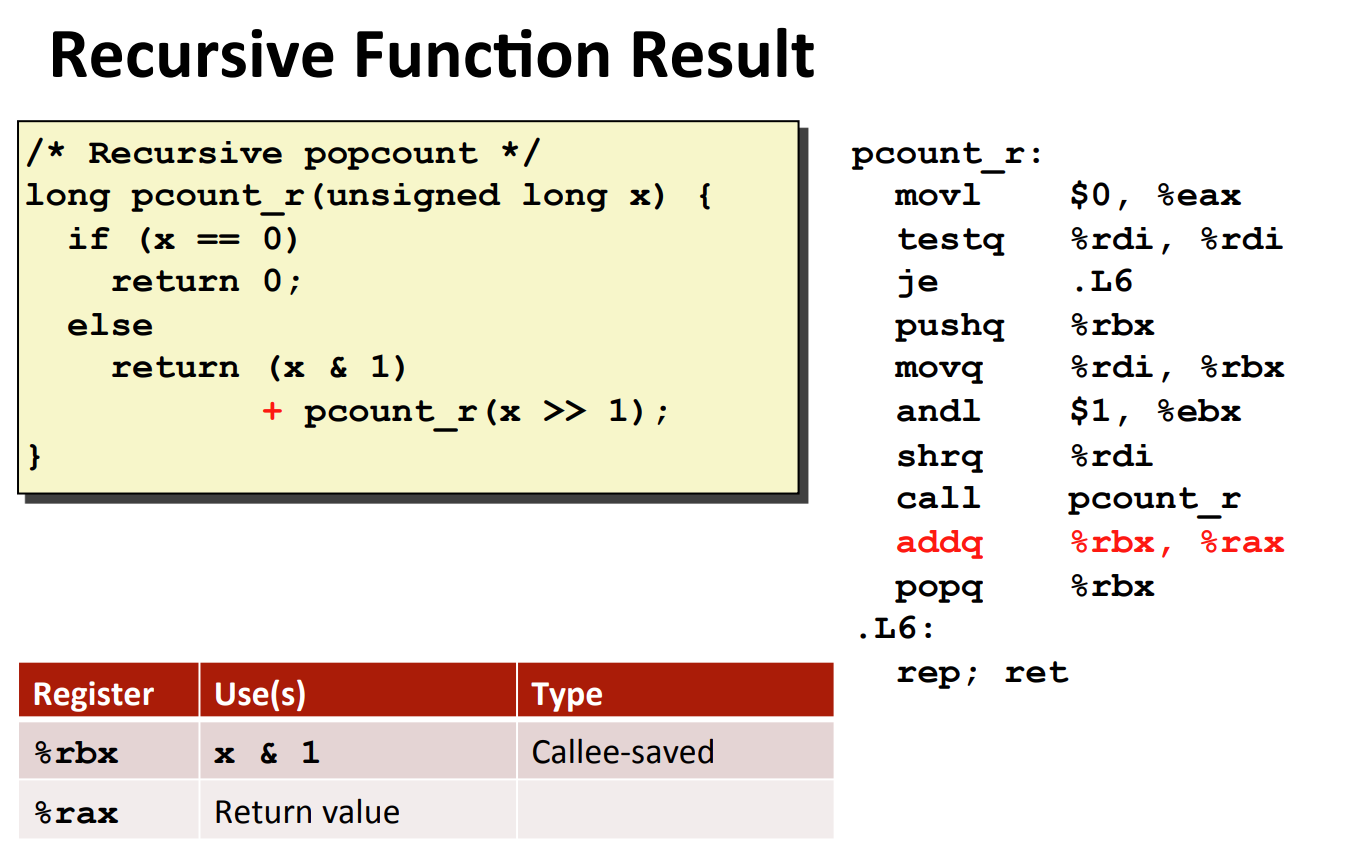 Recursive Function Result
/* Recursive popcount */
long pcount_r(unsigned long x) {
  if (x == 0)
    return 0;
  else
    return (x & 1)
           + pcount_r(x >> 1);
}
pcount_r:
  movl    $0, %eax
  testq   %rdi, %rdi
  je      .L6
  pushq   %rbx
  movq    %rdi, %rbx
  andl    $1, %ebx
  shrq    %rdi
  call    pcount_r
  addq    %rbx, %rax
  popq    %rbx
.L6:
  rep; ret
Register Use(s) Type
%rbx x & 1 Callee-saved
%rax Return value